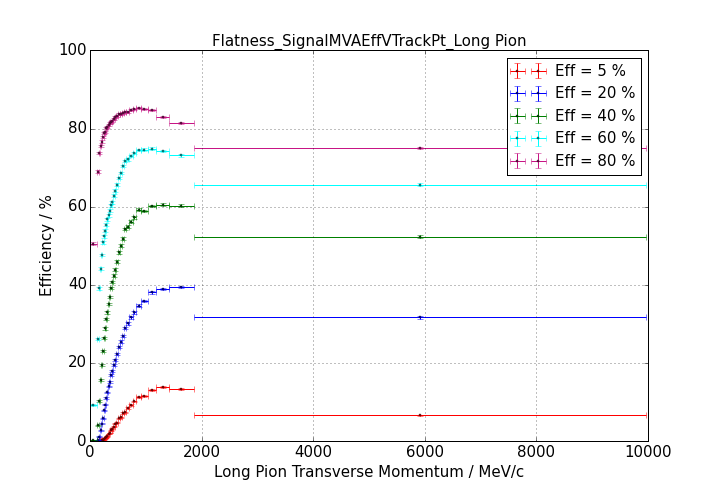 Flatness_SignalMVAEffVTrackPt_Long Pion
100
80
60
40
20
0
Efficiency / %
Eff = 5 %
Eff = 20 %
Eff = 40 %
Eff = 60 %
Eff = 80 %
0 2000 4000 6000 8000 10000
Long Pion Transverse Momentum / MeV/c